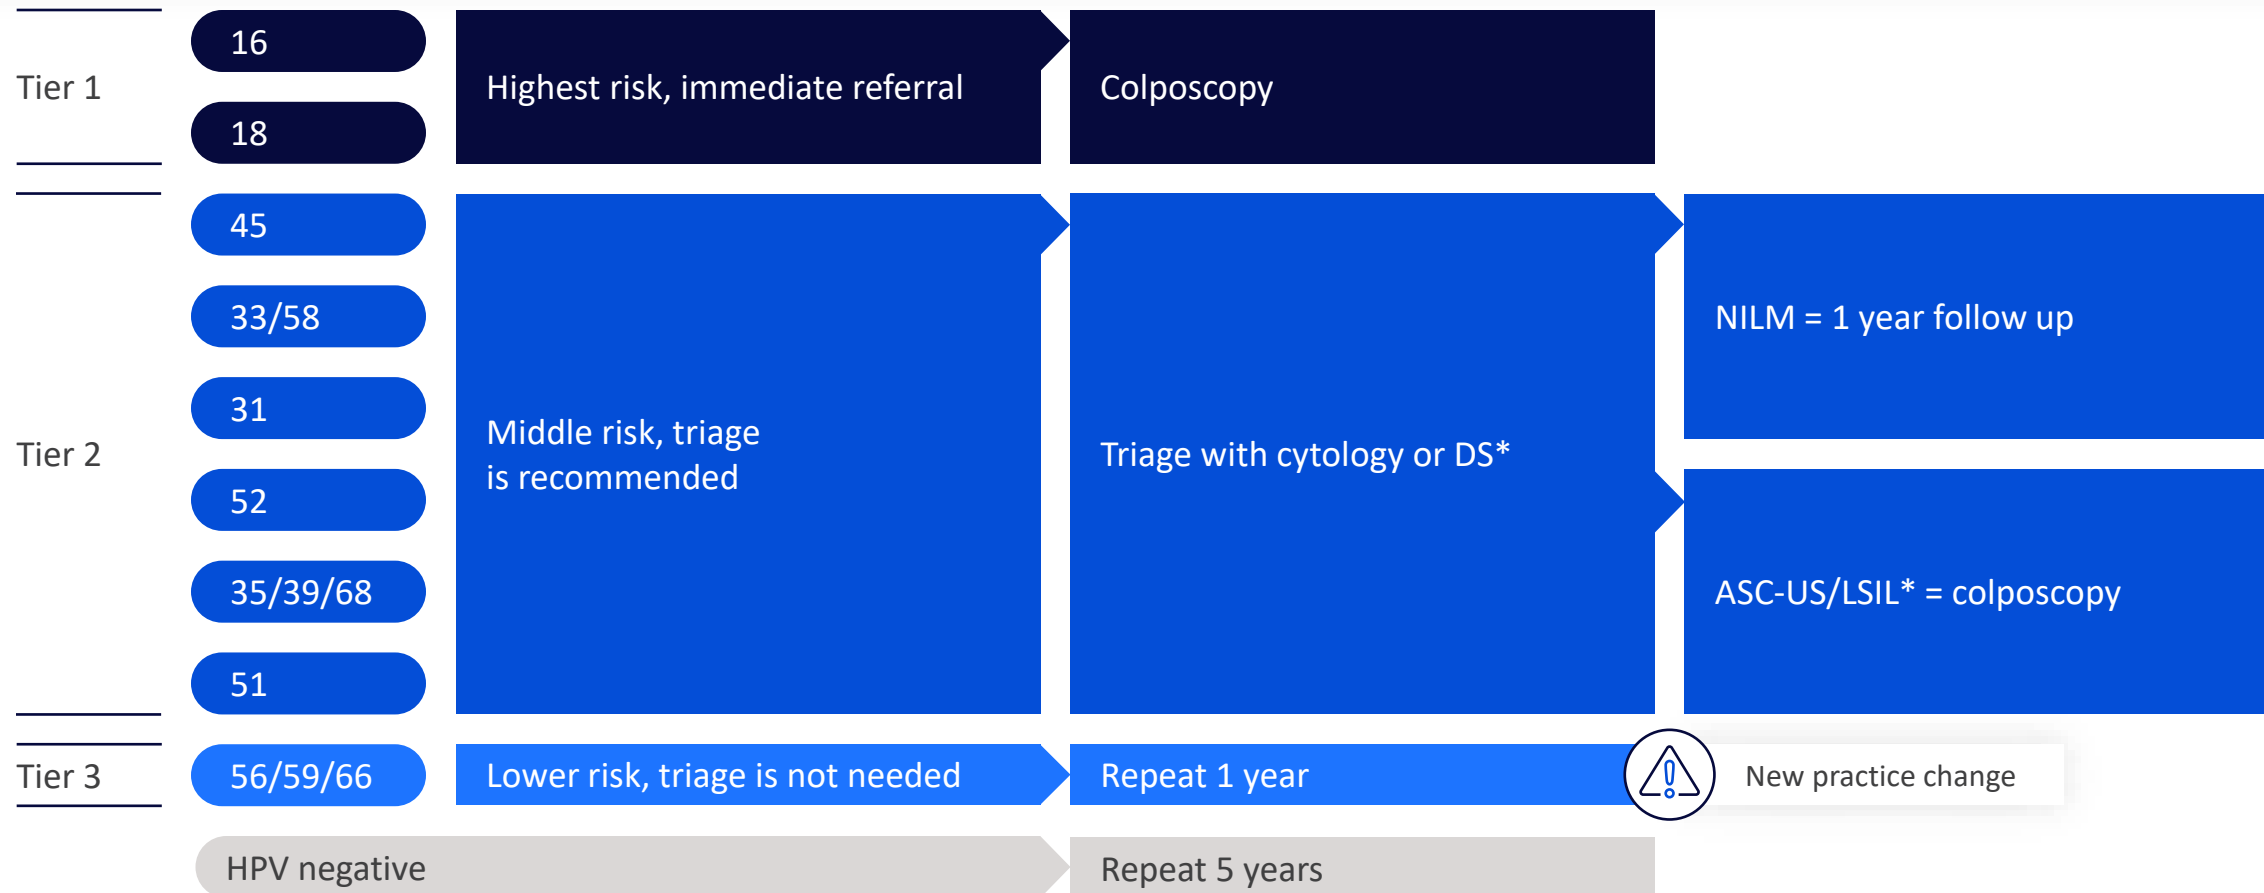 Tier 1
16
18
Highest risk, immediate referral
Colposcopy
Tier 2
45
33/58
31
52
35/39/68
51
Middle risk, triage
is recommended
Triage with cytology or DS*
NILM = 1 year follow up
ASC-US/LSIL* = colposcopy
Tier 3
56/59/66
Lower risk, triage is not needed
Repeat 1 year
New practice change
HPV negative
Repeat 5 years